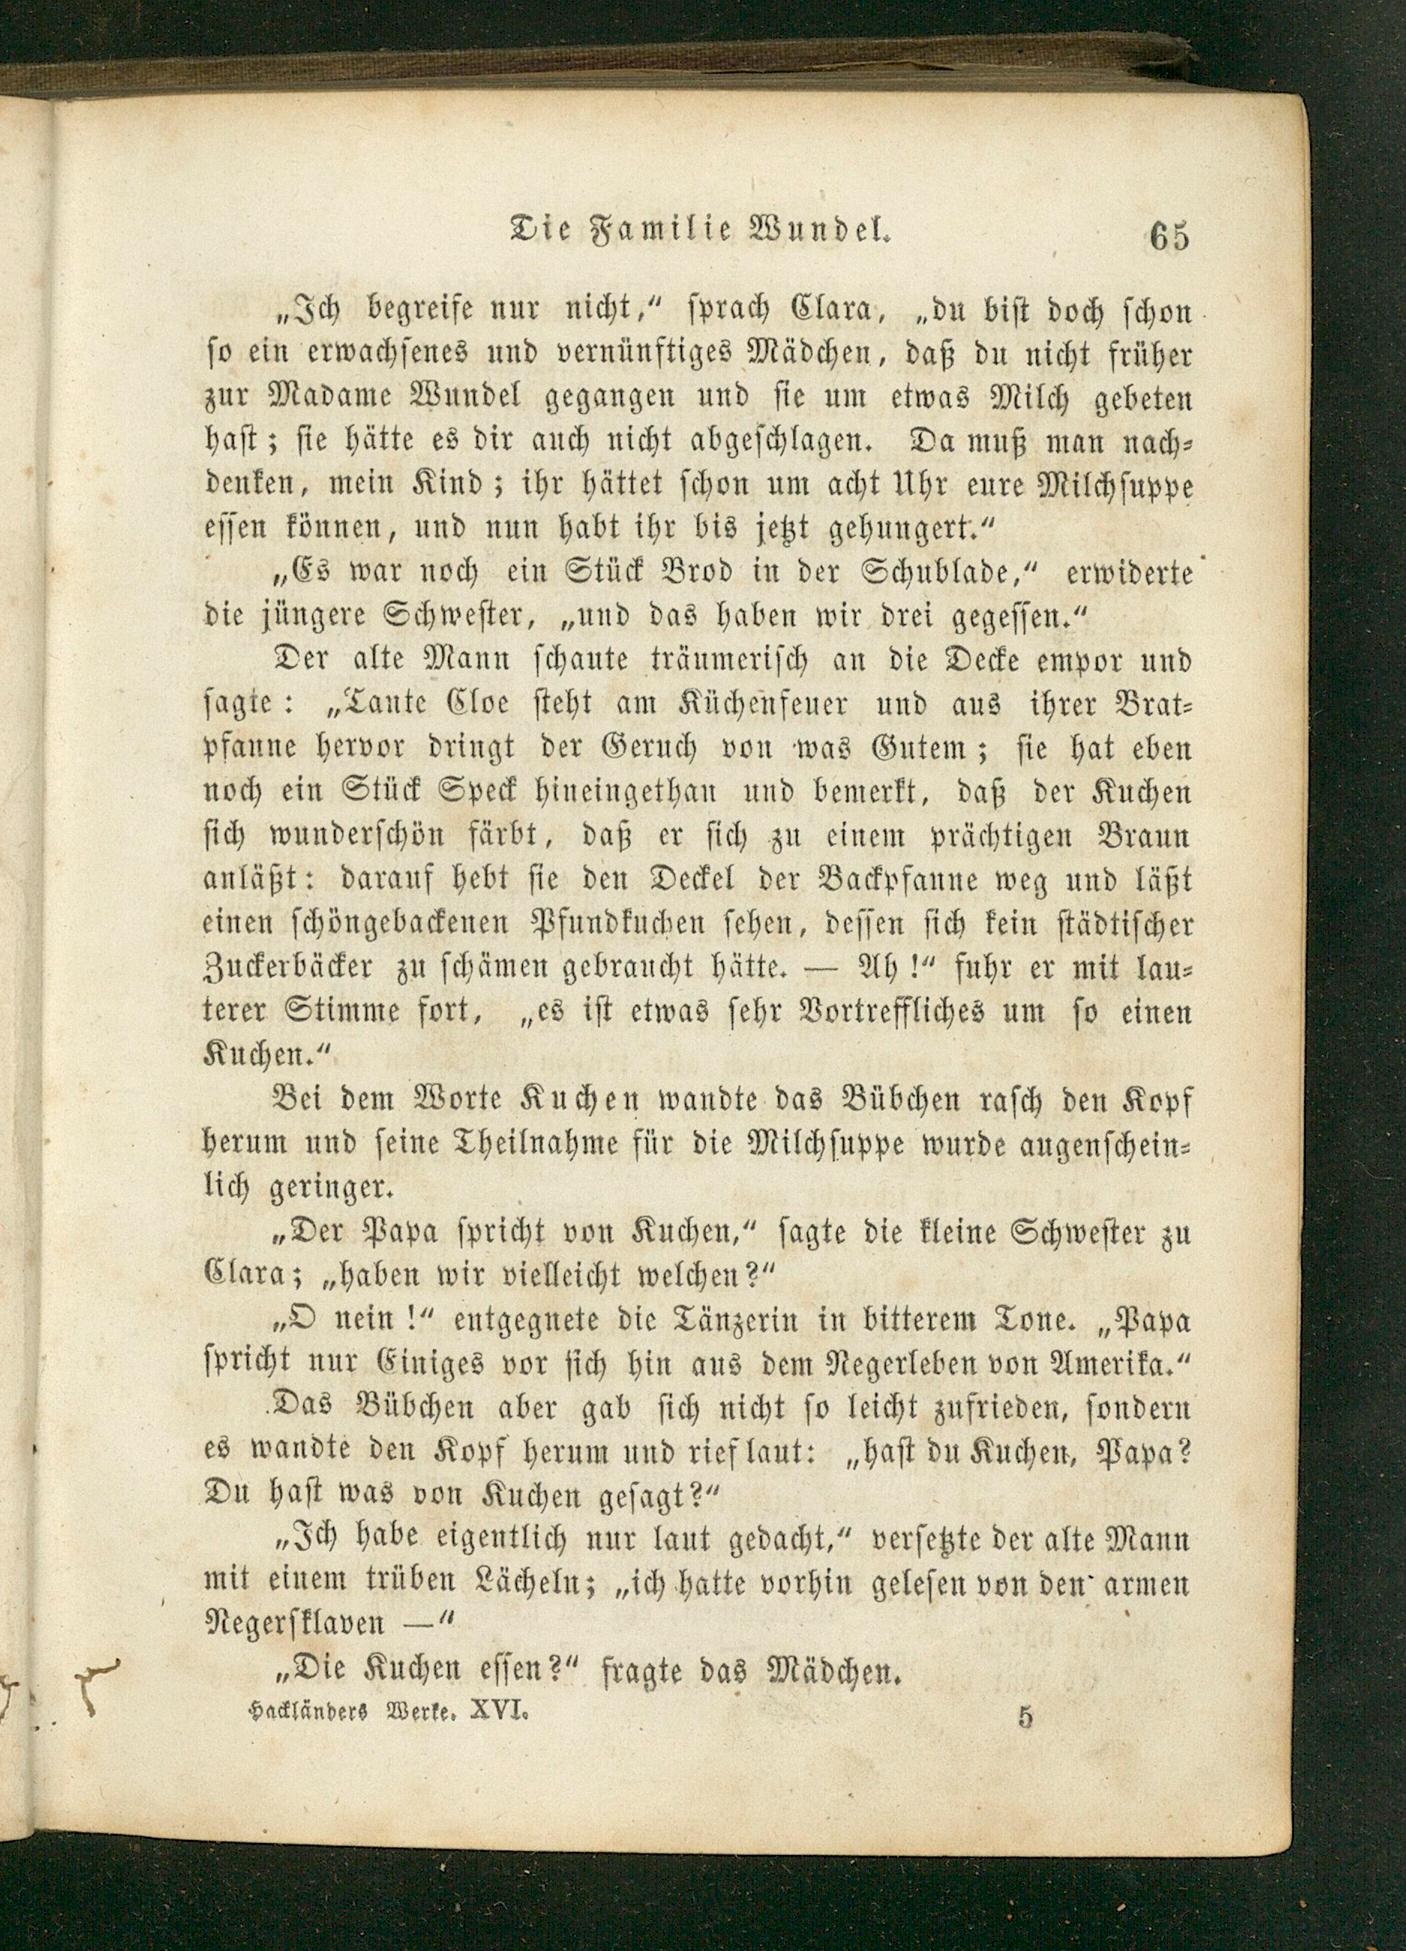 Die Familie Wundel.
65
„Ich begreife nur nicht,“ sprach Clara, „du bist doch schon
so ein erwachsenes und vernünftiges Mädchen, daß du nicht früher
zur Madame Wundel gegangen und sie um etwas Milch gebeten
hast; sie hätte es dir auch nicht abgeschlagen. Da muß man nach-
denken, mein Kind; ihr hättet schon um acht Uhr eure Milchsuppe
essen können, und nun habt ihr bis jetzt gehungert.“
„Es war noch ein Stück Brod in der Schublade,“ erwiderte
die jüngere Schwester, „und das haben wir drei gegessen.“
Der alte Mann schaute träumerisch an die Decke empor und
sagte: „Tante Cloe steht am Küchenfeuer und aus ihrer Brat-
pfanne hervor dringt der Geruch von was Gutem; sie hat eben
noch ein Stück Speck hineingethan und bemerkt, daß der Kuchen
sich wunderschön färbt, daß er sich zu einem prächtigen Braun
anläßt: darauf hebt sie den Deckel der Backpfanne weg und läßt
einen schöngebackenen Pfundkuchen sehen, dessen sich kein städtischer
Zuckerbäcker zu schämen gebraucht hätte. — Ah!“ fuhr er mit lau-
terer Stimme fort, „es ist etwas sehr Vortreffliches um so einen
Kuchen.“
Bei dem Worte Kuchen wandte das Bübchen rasch den Kopf
herum und seine Theilnahme für die Milchsuppe wurde augenschein-
lich geringer.
„Der Papa spricht von Kuchen,“ sagte die kleine Schwester zu
Clara; „haben wir vielleicht welchen?“
„O nein!“ entgegnete die Tänzerin in bitterem Tone. „Papa
spricht nur Einiges vor sich hin aus dem Negerleben von Amerika.“
Das Bübchen aber gab sich nicht so leicht zufrieden, sondern
es wandte den Kopf herum und rief laut: „hast du Kuchen, Papa?
Du hast was von Kuchen gesagt?“
„Ich habe eigentlich nur laut gedacht,“ versetzte der alte Mann
mit einem trüben Lächeln; „ich hatte vorhin gelesen von den armen
Negersklaven —“
„Die Kuchen essen?“ fragte das Mädchen.
Hackländers Werke. XVI.
5